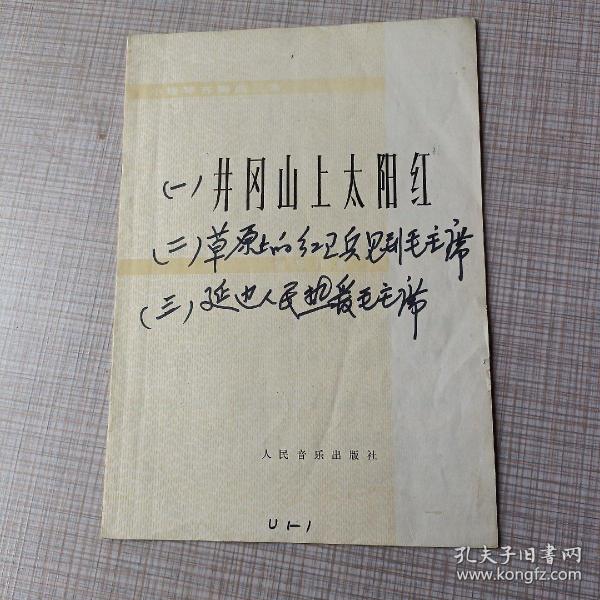 (一)井冈山上太阳红
(二)草原上的红卫兵见到毛主席
(三)延边人民热爱毛主席
人民音乐出版社
U1-1
孔夫子旧书网
www.kongfz.com